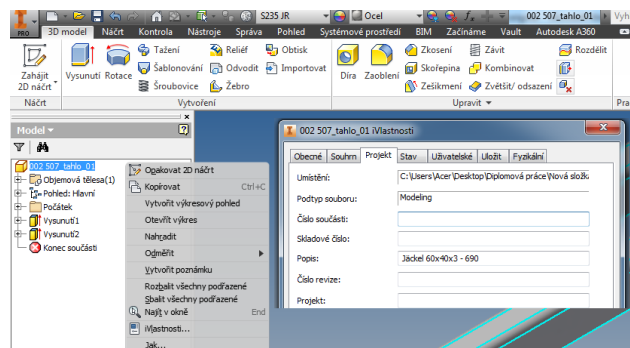 PRO
S235 JR
Ocel
002 507_tahlo_01
Vyh
3D model Náčrt Kontrola Nástroje Správa Pohled Systémové prostředí BIM Začínáme Vault Autodesk A360
Zahájit
2D náčrt
Vysunutí
Rotace
Tažení
Reliéf
Obtisk
Šablonování
Odvodit
Importovat
Šroubovice
Žebro
Díra
Zaoblení
Zkosení
Závit
Rozdělit
Skořepina
Kombinovat
Zešikmení
Zvětšit/ odsazení
Náčrt
Vytvoření
Upravit
Pra
Model
002 507_tahlo_01
Objemová tělesa(1)
Pohled: Hlavní
Počátek
Vysunutí1
Vysunutí2
Konec součásti
Opakovat 2D náčrt
Kopírovat Ctrl+C
Vytvořit výkresový pohled
Otevřít výkres
Nahradit
Odměřit
Vytvořit poznámku
Rozbalit všechny podřazené
Sbalit všechny podřazené
Najít v okně End
iVlastnosti...
Jak...
002 507_tahlo_01 iVlastnosti
Obecné Souhrn Projekt Stav Uživatelské Uložit Fyzikální
Umístění: C:\Users\Acer\Desktop\Diplomová práce\Nová složk
Podtyp souboru: Modeling
Číslo součásti:
Skladové číslo:
Popis: Jäckel 60x40x3 - 690
Číslo revize:
Projekt: